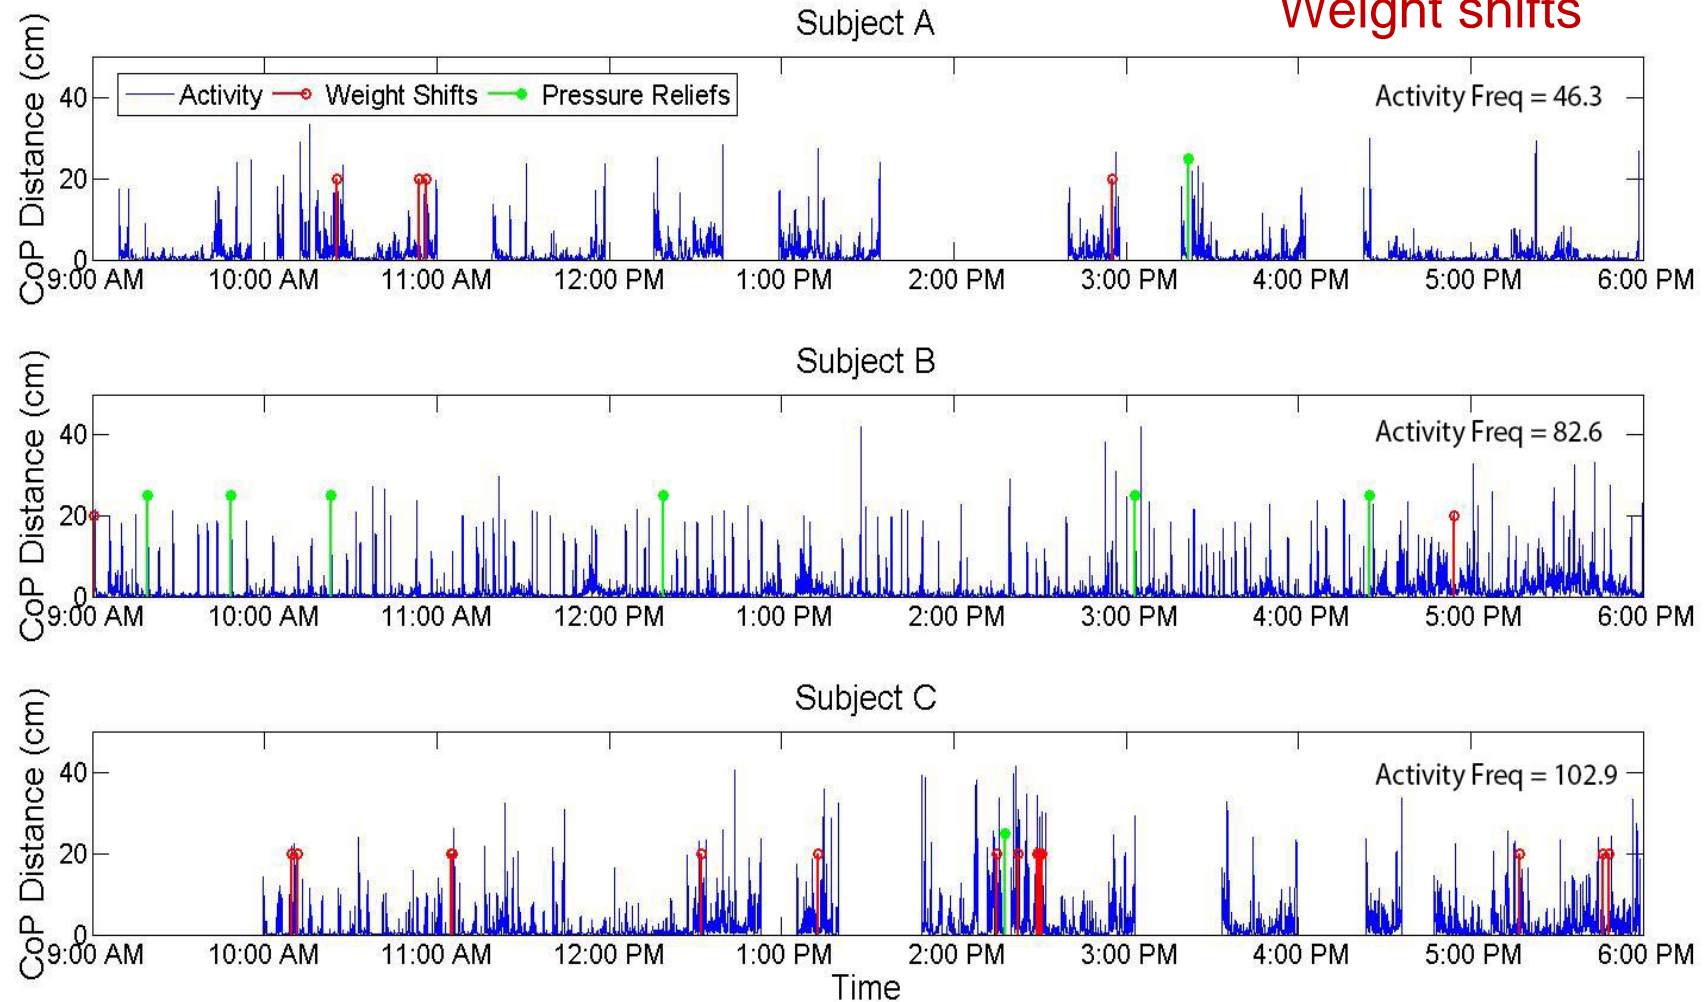 Weight shifts
Subject A
CoP Distance (cm)
40
20
0
Activity Weight Shifts Pressure Reliefs
Activity Freq = 46.3
9:00 AM 10:00 AM 11:00 AM 12:00 PM 1:00 PM 2:00 PM 3:00 PM 4:00 PM 5:00 PM 6:00 PM
Subject B
CoP Distance (cm)
40
20
0
Activity Freq = 82.6
9:00 AM 10:00 AM 11:00 AM 12:00 PM 1:00 PM 2:00 PM 3:00 PM 4:00 PM 5:00 PM 6:00 PM
Subject C
CoP Distance (cm)
40
20
0
Activity Freq = 102.9
9:00 AM 10:00 AM 11:00 AM 12:00 PM 1:00 PM 2:00 PM 3:00 PM 4:00 PM 5:00 PM 6:00 PM
Time